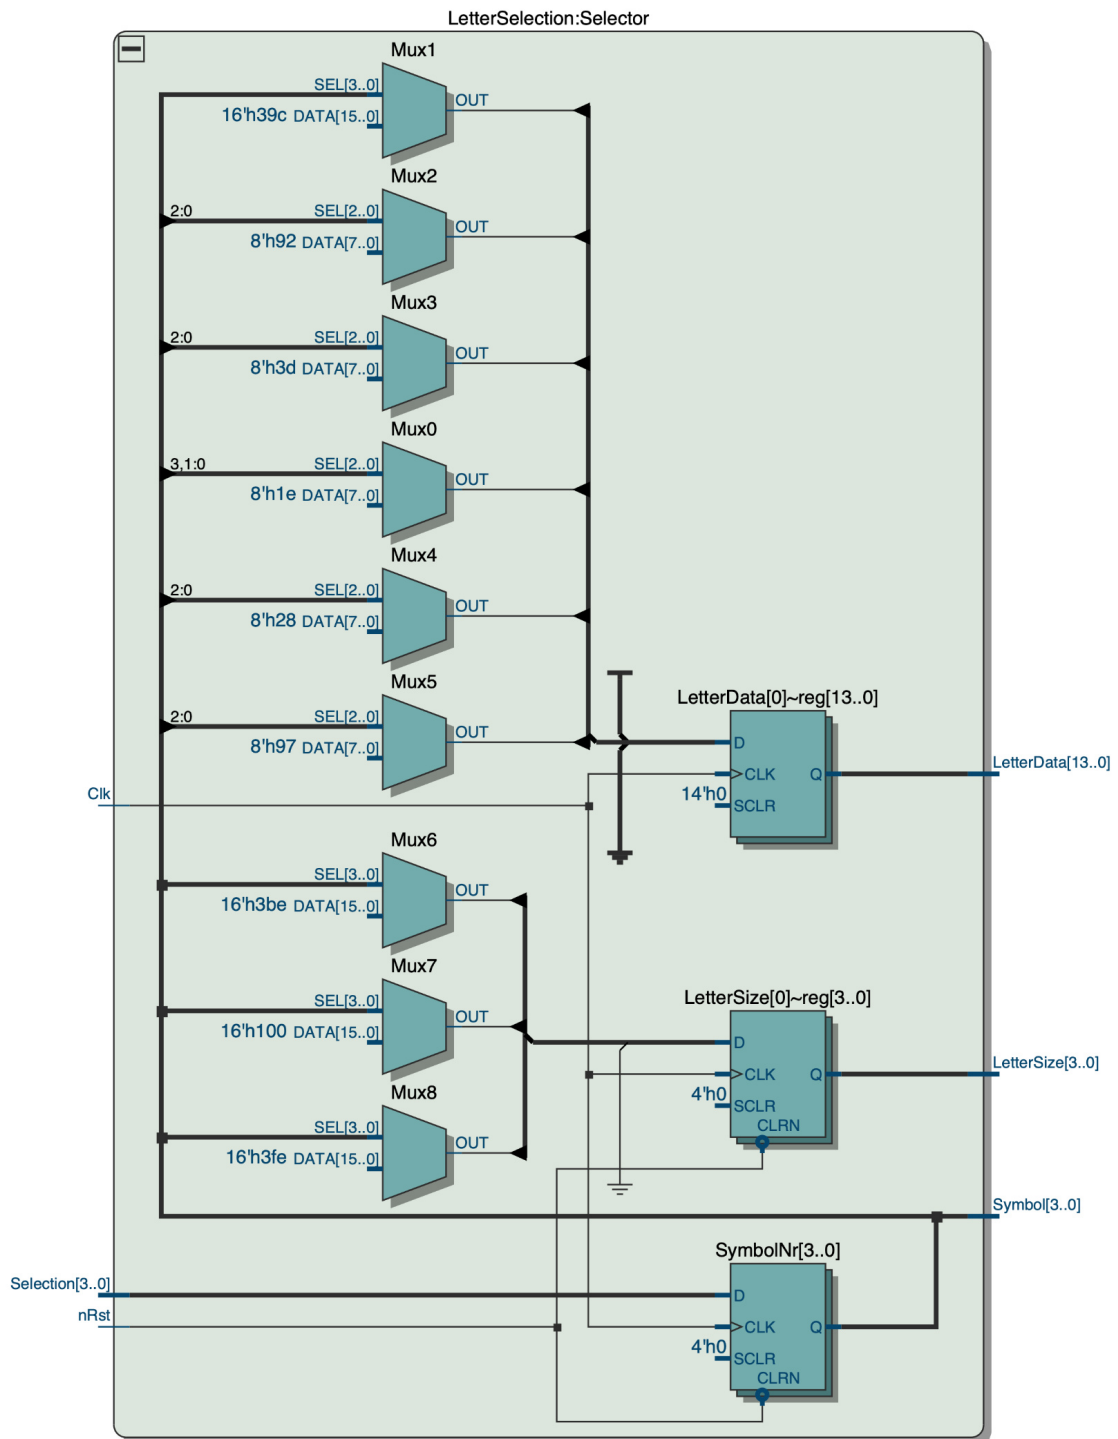 LetterSelection:Selector
Mux1
SEL[3..0]
16'h39c DATA[15..0]
OUT
Mux2
2:0
SEL[2..0]
8'h92 DATA[7..0]
OUT
Mux3
2:0
SEL[2..0]
8'h3d DATA[7..0]
OUT
Mux0
3,1:0
SEL[2..0]
8'h1e DATA[7..0]
OUT
Mux4
2:0
SEL[2..0]
8'h28 DATA[7..0]
OUT
Mux5
2:0
SEL[2..0]
8'h97 DATA[7..0]
OUT
LetterData[0]~reg[13..0]
D
CLK Q
14'h0 SCLR
LetterData[13..0]
Clk
Mux6
SEL[3..0]
16'h3be DATA[15..0]
OUT
Mux7
SEL[3..0]
16'h100 DATA[15..0]
OUT
LetterSize[0]~reg[3..0]
D
CLK Q
4'h0 SCLR
CLRN
LetterSize[3..0]
Mux8
SEL[3..0]
16'h3fe DATA[15..0]
OUT
Symbol[3..0]
SymbolNr[3..0]
Selection[3..0]
nRst
D
CLK Q
4'h0 SCLR
CLRN